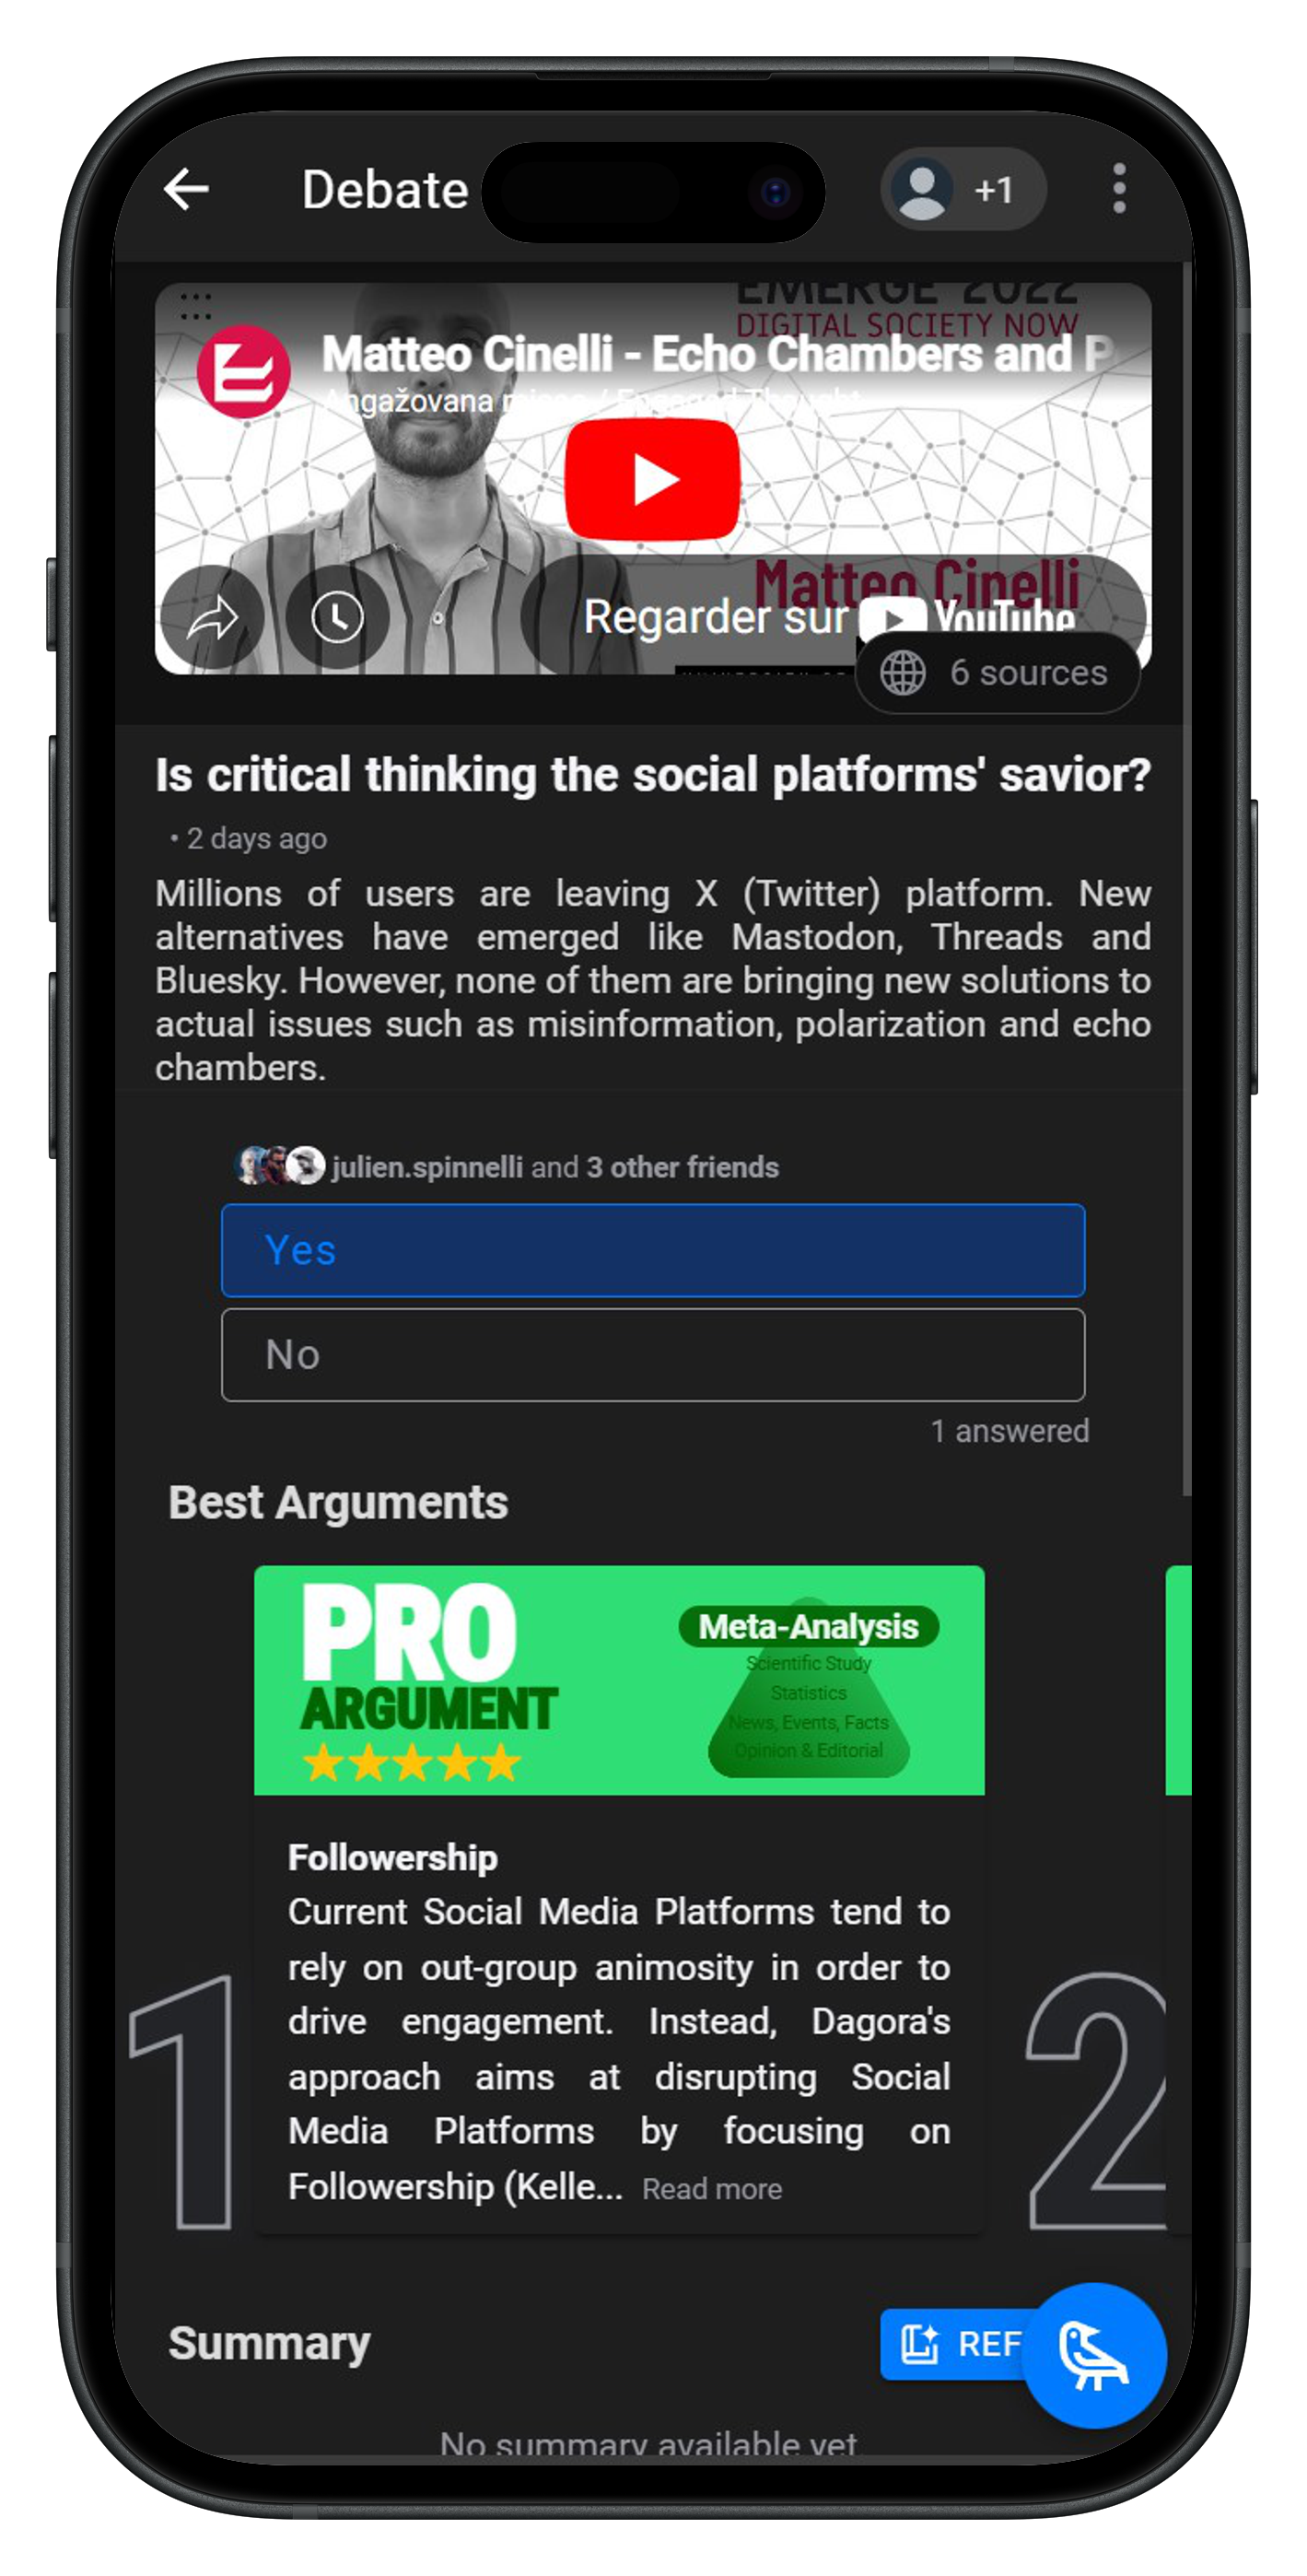 Debate
+1
EMERGE 2022
DIGITAL SOCIETY NOW
Matteo Cinelli - Echo Chambers and P
Angažovana misao / Engaged Thought
Matteo Cinelli
Regarder sur YouTube
6 sources
Is critical thinking the social platforms' savior?
• 2 days ago
Millions of users are leaving X (Twitter) platform. New
alternatives have emerged like Mastodon, Threads and
Bluesky. However, none of them are bringing new solutions to
actual issues such as misinformation, polarization and echo
chambers.
julien.spinnelli and 3 other friends
Yes
No
1 answered
Best Arguments
PRO
ARGUMENT
Meta-Analysis
Scientific Study
Statistics
News, Events, Facts
Opinion & Editorial
Followership
Current Social Media Platforms tend to
rely on out-group animosity in order to
drive engagement. Instead, Dagora's
approach aims at disrupting Social
Media Platforms by focusing on
Followership (Kelle... Read more
1
2
Summary
REF
No summary available yet